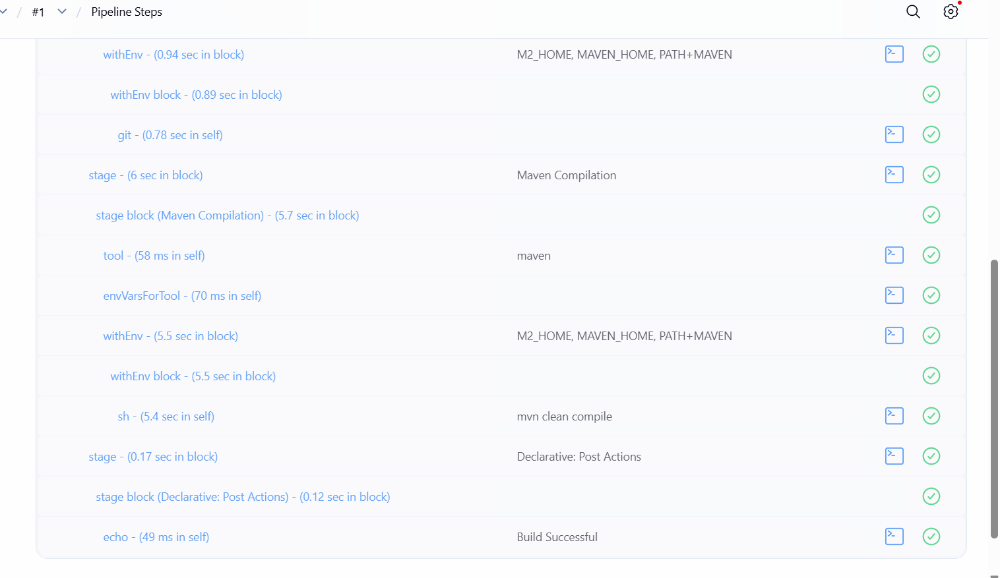 / #1 / Pipeline Steps
withEnv - (0.94 sec in block) M2_HOME, MAVEN_HOME, PATH+MAVEN
withEnv block - (0.89 sec in block)
git - (0.78 sec in self)
stage - (6 sec in block) Maven Compilation
stage block (Maven Compilation) - (5.7 sec in block)
tool - (58 ms in self) maven
envVarsForTool - (70 ms in self)
withEnv - (5.5 sec in block) M2_HOME, MAVEN_HOME, PATH+MAVEN
withEnv block - (5.5 sec in block)
sh - (5.4 sec in self) mvn clean compile
stage - (0.17 sec in block) Declarative: Post Actions
stage block (Declarative: Post Actions) - (0.12 sec in block)
echo - (49 ms in self) Build Successful